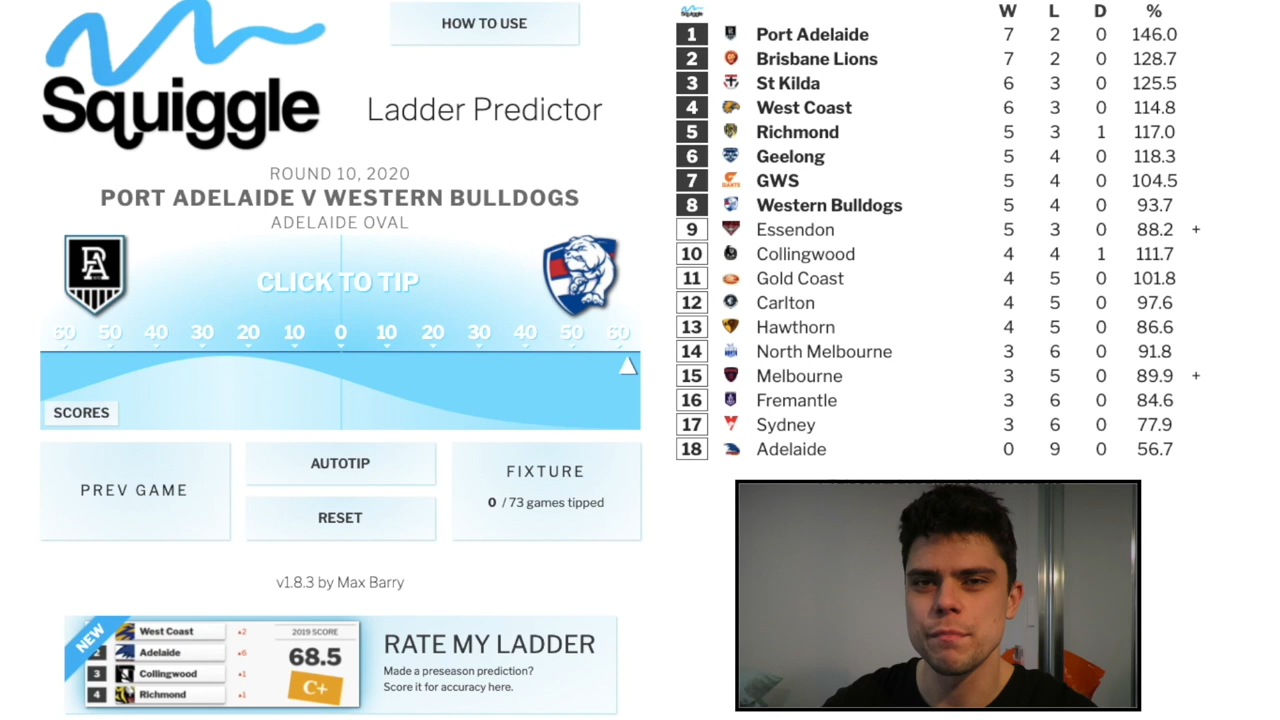 Squiggle
HOW TO USE
Ladder Predictor
ROUND 10, 2020
PORT ADELAIDE V WESTERN BULLDOGS
ADELAIDE OVAL
CLICK TO TIP
60 50 40 30 20 10 0 10 20 30 40 50 60
SCORES
PREV GAME
AUTOTIP
RESET
FIXTURE
0 / 73 games tipped
v1.8.3 by Max Barry
NEW
West Coast ▲2
2 Adelaide ▲6
3 Collingwood ▲1
4 Richmond ▲1
2019 SCORE
68.5
C+
RATE MY LADDER
Made a preseason prediction?
Score it for accuracy here.
W L D %
1 Port Adelaide 7 2 0 146.0
2 Brisbane Lions 7 2 0 128.7
3 St Kilda 6 3 0 125.5
4 West Coast 6 3 0 114.8
5 Richmond 5 3 1 117.0
6 Geelong 5 4 0 118.3
7 GWS 5 4 0 104.5
8 Western Bulldogs 5 4 0 93.7
9 Essendon 5 3 0 88.2 +
10 Collingwood 4 4 1 111.7
11 Gold Coast 4 5 0 101.8
12 Carlton 4 5 0 97.6
13 Hawthorn 4 5 0 86.6
14 North Melbourne 3 6 0 91.8
15 Melbourne 3 5 0 89.9 +
16 Fremantle 3 6 0 84.6
17 Sydney 3 6 0 77.9
18 Adelaide 0 9 0 56.7